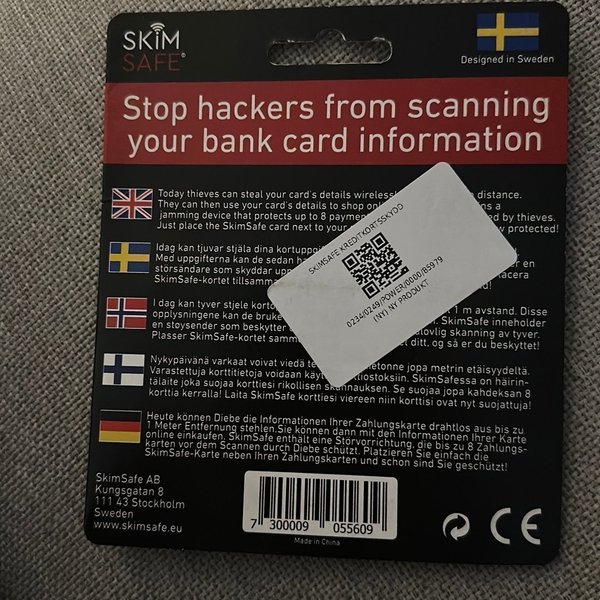 SKIM
SAFE®
Designed in Sweden
Stop hackers from scanning
your bank card information
Today thieves can steal your card's details wireless distance.
They can then use your card's details to shop onl a
jamming device that protects up to 8 payme ed by thieves.
Just place the SkimSafe card next to your w protected!
Idag kan tjuvar stjäla dina kortuppgi
Med uppgifterna kan de sedan ha
störsändare som skyddar upp acera
SkimSafe-kortet tillsamma
I dag kan tyver stjele korto 1 m avstand. Disse
opplysningene kan de bruke SkimSafe inneholder
en støysender som beskytter lovlig skanning av tyver.
Plasser SkimSafe-kortet sam ditt, og så er du beskyttet!
Nykypäivänä varkaat voivat viedä te etonne jopa metrin etäisyydeltä.
Varastettuja korttitietoja voidaan käy tkostoksiin. SkimSafessa on häirin-
tälaite joka suojaa korttiesi rikollisen skannaukses. Se suojaa jopa kahdeksan 8
korttia kerralla! Laita SkimSafe korttiesi viereen niin korttisi ovat nyt suojattuja!
Heute können Diebe die Informationen Ihrer Zahlungskarte drahtlos aus bis zu
1 Meter Entfernung stehlen.Sie können dann mit den Informationen Ihrer Karte
online einkaufen. SkimSafe enthält eine Störvorrichtung, die bis zu 8 Zahlungs-
karten vor dem Scannen durch Diebe schützt. Platzieren Sie einfach die
SkimSafe-Karte neben Ihren Zahlungskarten und schon sind Sie geschützt!
SKIMSAFE KREDITKORTSSKYDD
0234/0249/POWER/0000/85979
(NY) NY PRODUKT
SkimSafe AB
Kungsgatan 8
111 43 Stockholm
Sweden
www.skimsafe.eu
7 300009 055609
Made in China
CE